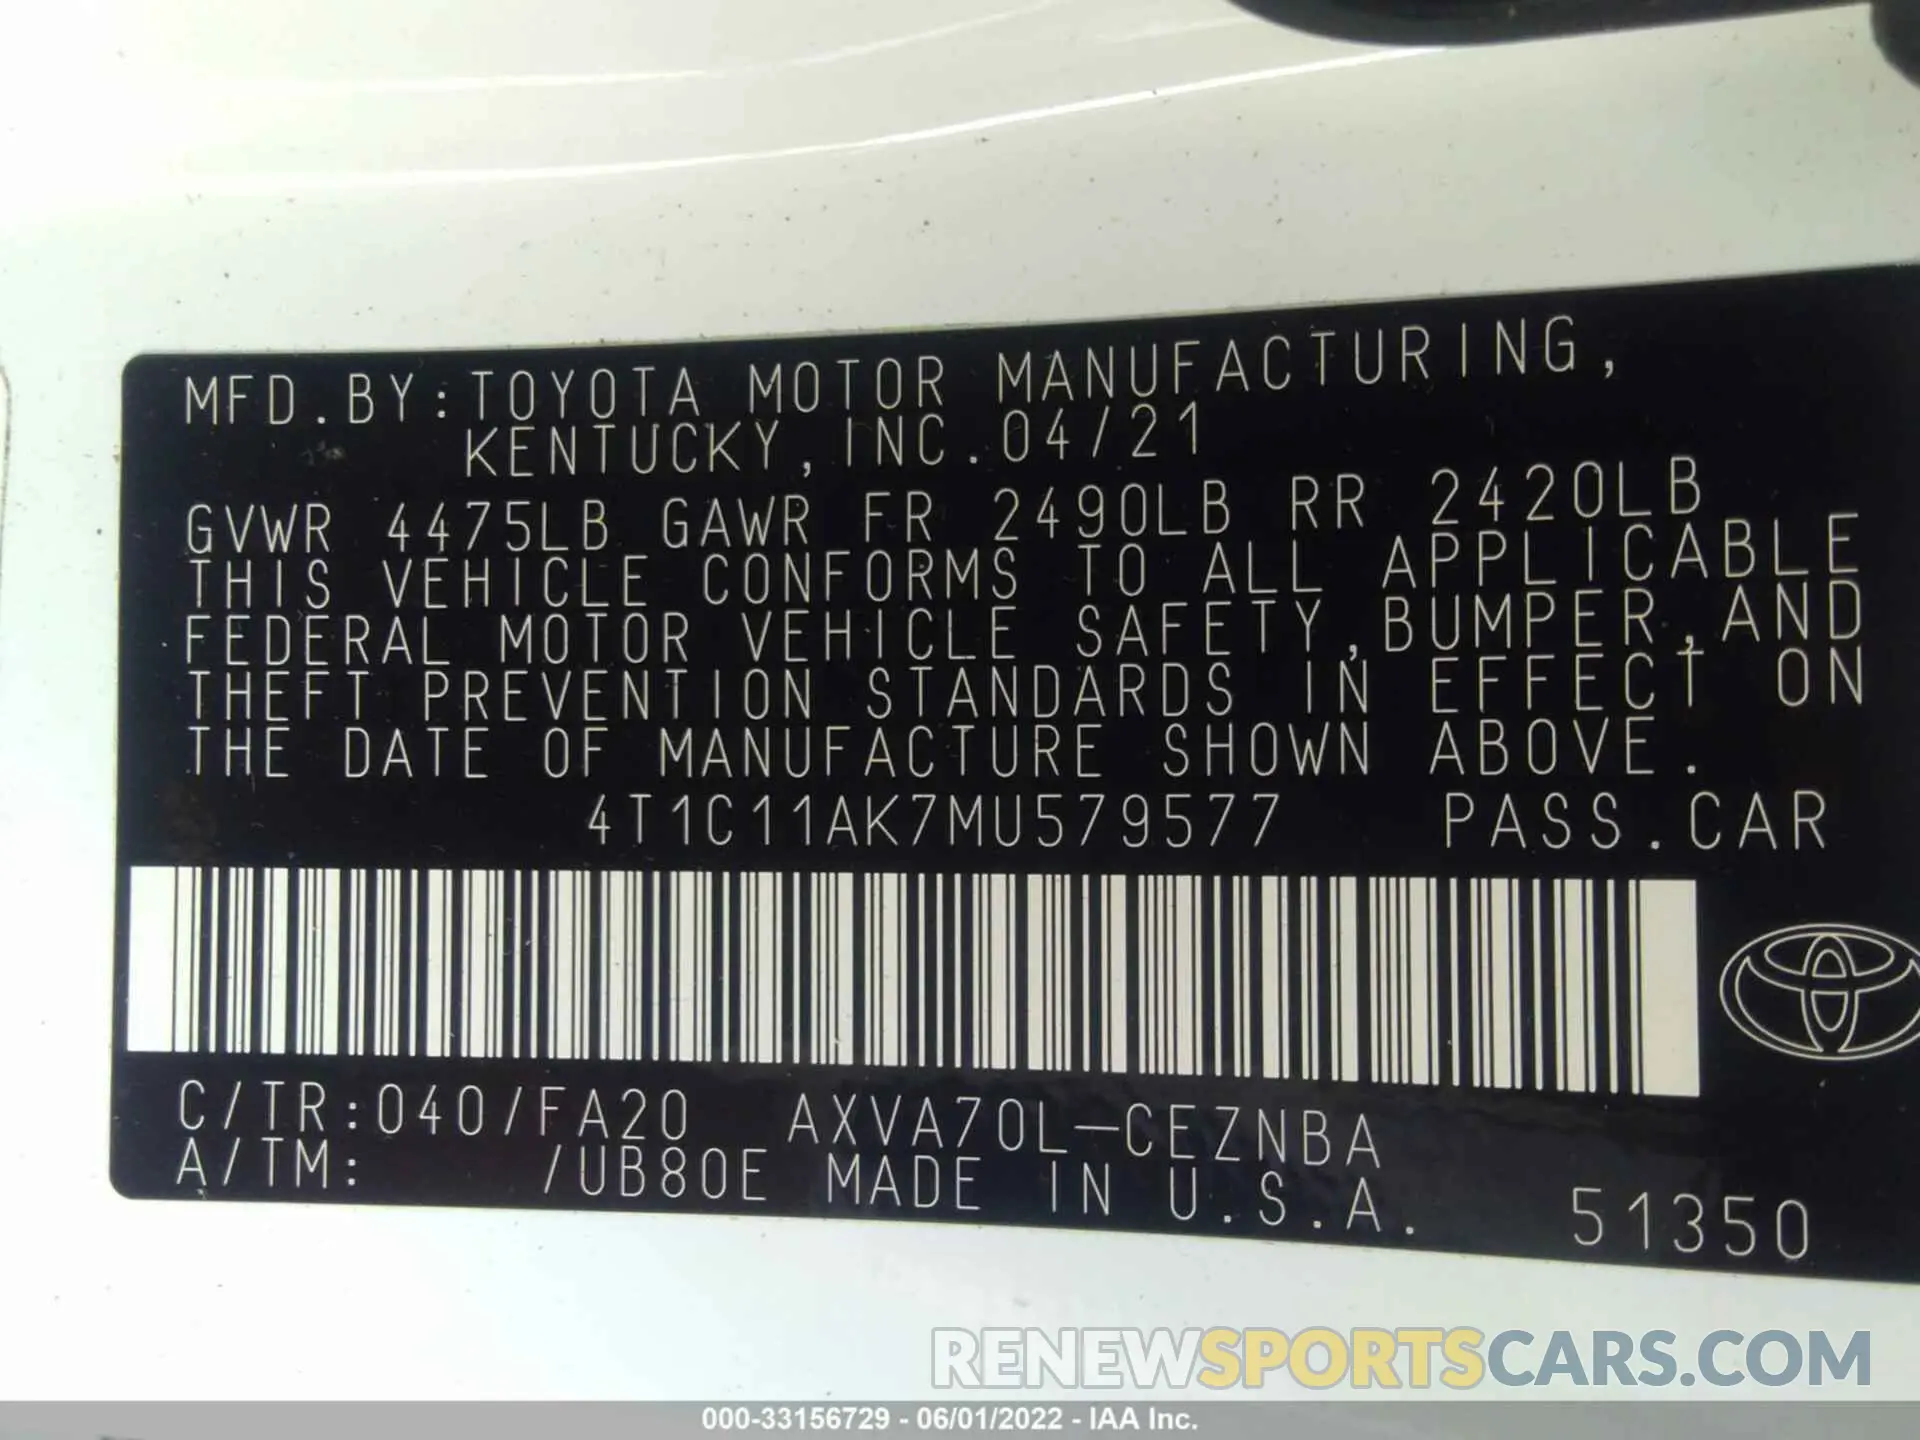 MFD.BY:TOYOTA MOTOR MANUFACTURING,
KENTUCKY, INC.04/21
GVWR 4475LB GAWR FR 2490LB RR 2420LB
THIS VEHICLE CONFORMS TO ALL APPLICABLE
FEDERAL MOTOR VEHICLE SAFETY,BUMPER,AND
THEFT PREVENTION STANDARDS IN EFFECT ON
THE DATE OF MANUFACTURE SHOWN ABOVE.
4T1C11AK7MU579577 PASS.CAR
C/TR:040/FA20 AXVA70L-CEZNBA
A/TM: /UB80E MADE IN U.S.A. 51350
RENEWSPORTSCARS.COM
000-33156729 - 06/01/2022 - IAA Inc.